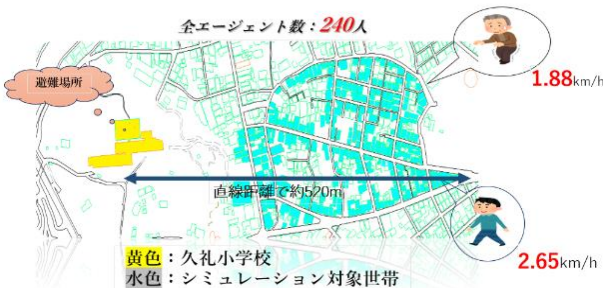 全エージェント数:240人
避難場所
1.88km/h
直線距離で約520m
黄色:久礼小学校
水色:シミュレーション対象世帯
2.65km/h